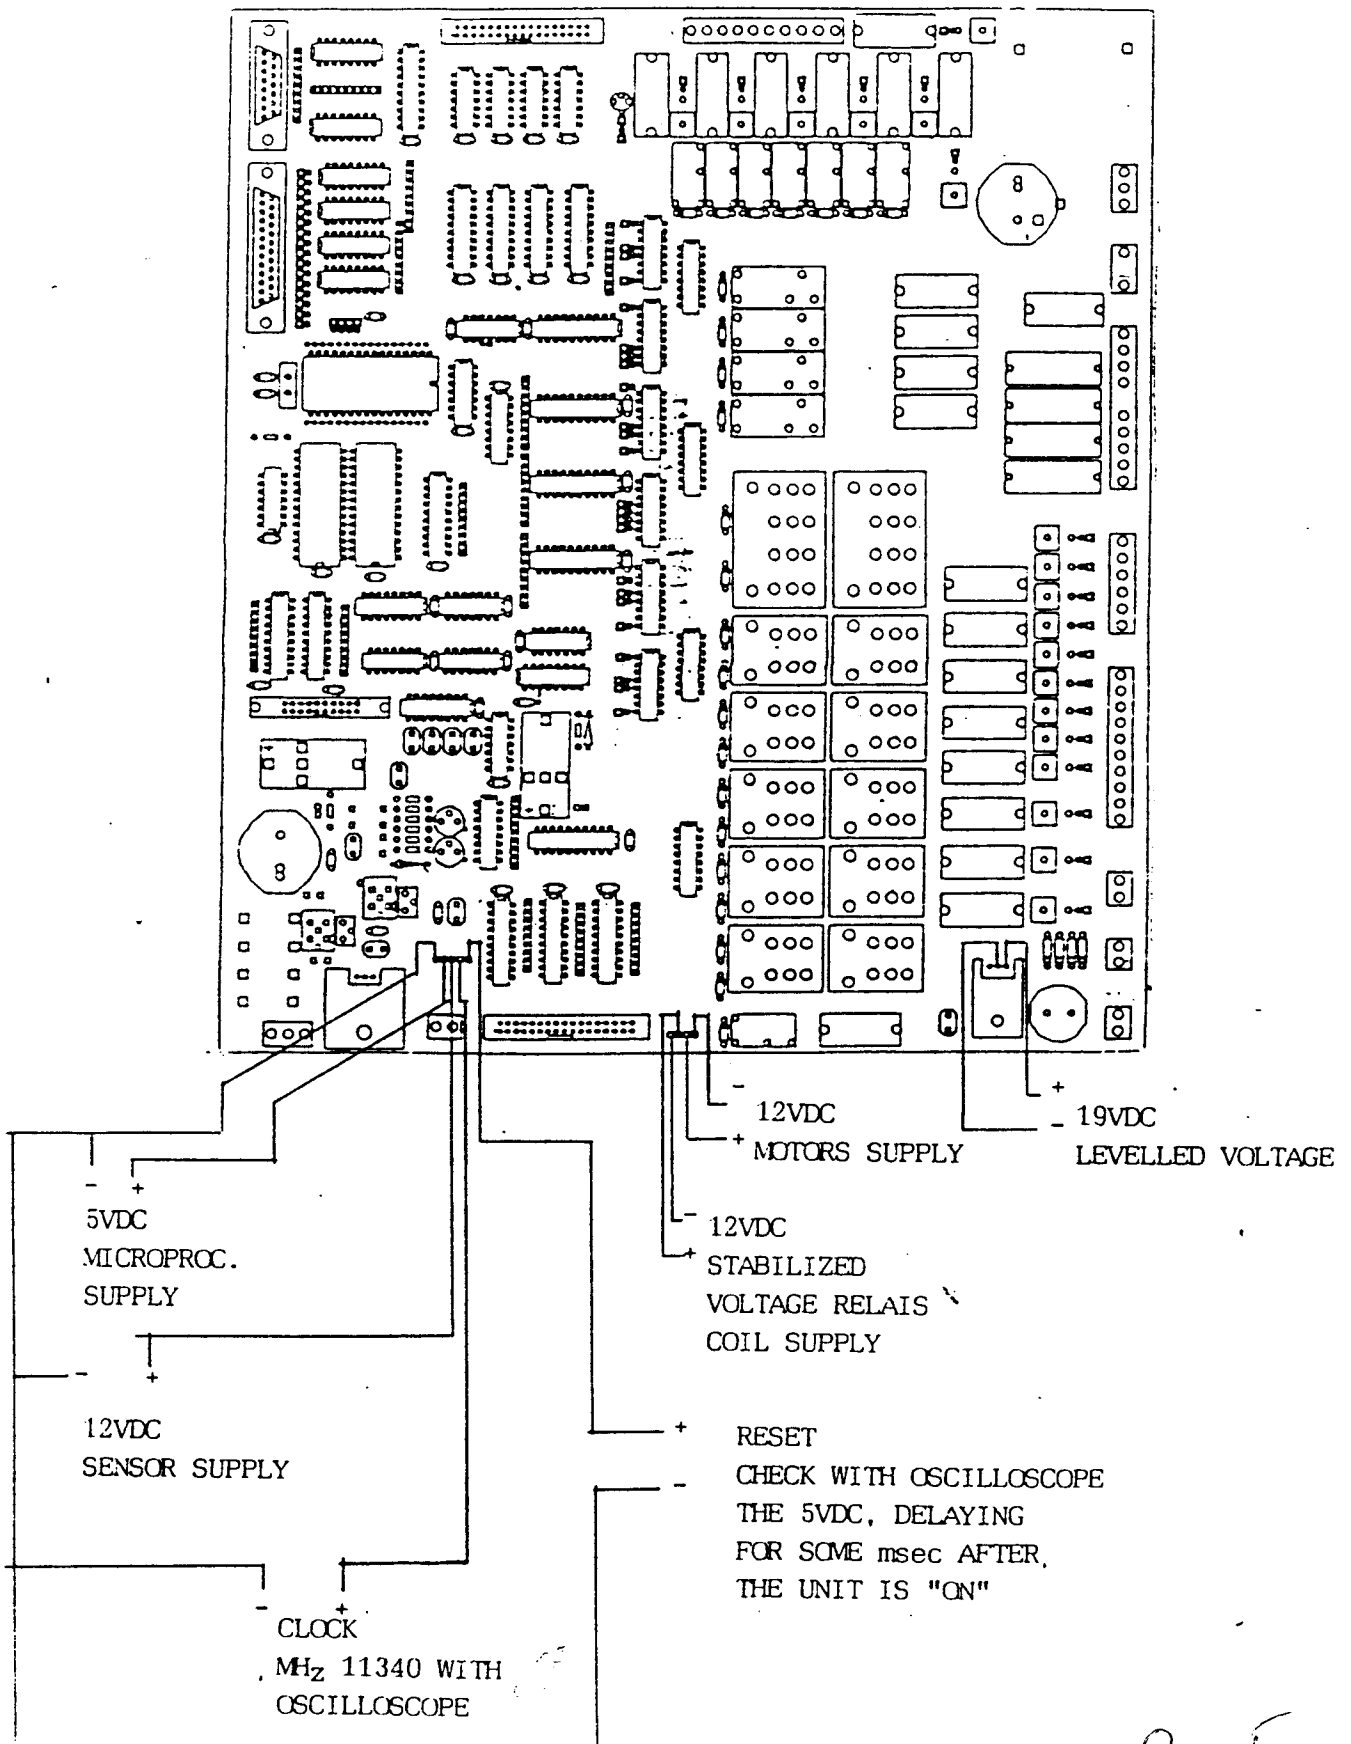 -
12VDC
+
MOTORS SUPPLY
+
-
19VDC
LEVELLED VOLTAGE
- +
5VDC
MICROPROC.
SUPPLY
-
12VDC
+
STABILIZED
VOLTAGE RELAIS
COIL SUPPLY
- +
12VDC
SENSOR SUPPLY
+
RESET
-
CHECK WITH OSCILLOSCOPE
THE 5VDC, DELAYING
FOR SOME msec AFTER,
THE UNIT IS "ON"
- +
CLOCK
MHz 11340 WITH
OSCILLOSCOPE